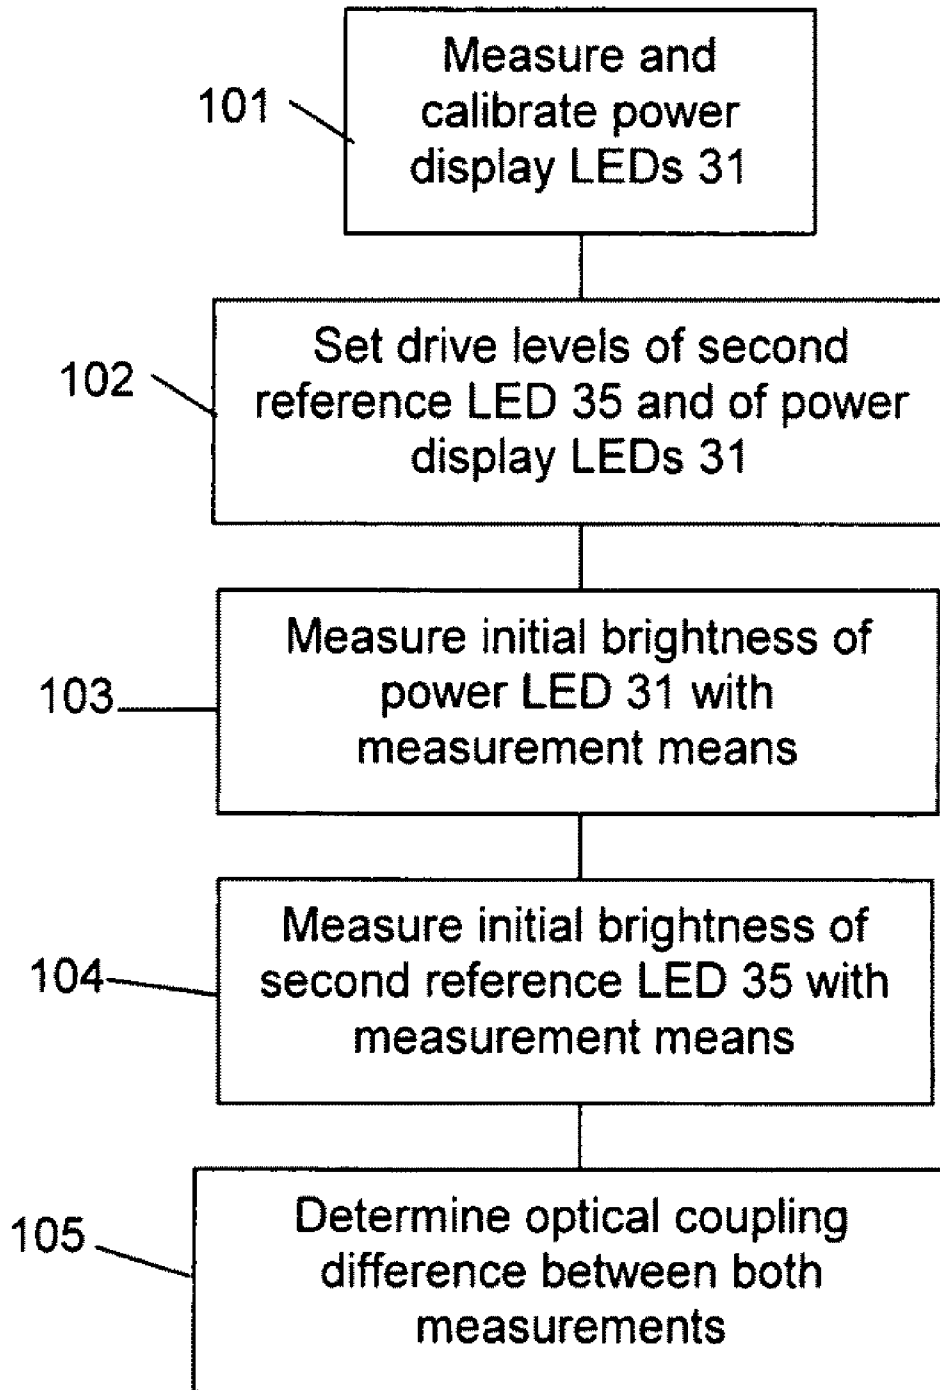 101
Measure and
calibrate power
display LEDs 31
102
Set drive levels of second
reference LED 35 and of power
display LEDs 31
103
Measure initial brightness of
power LED 31 with
measurement means
104
Measure initial brightness of
second reference LED 35 with
measurement means
105
Determine optical coupling
difference between both
measurements